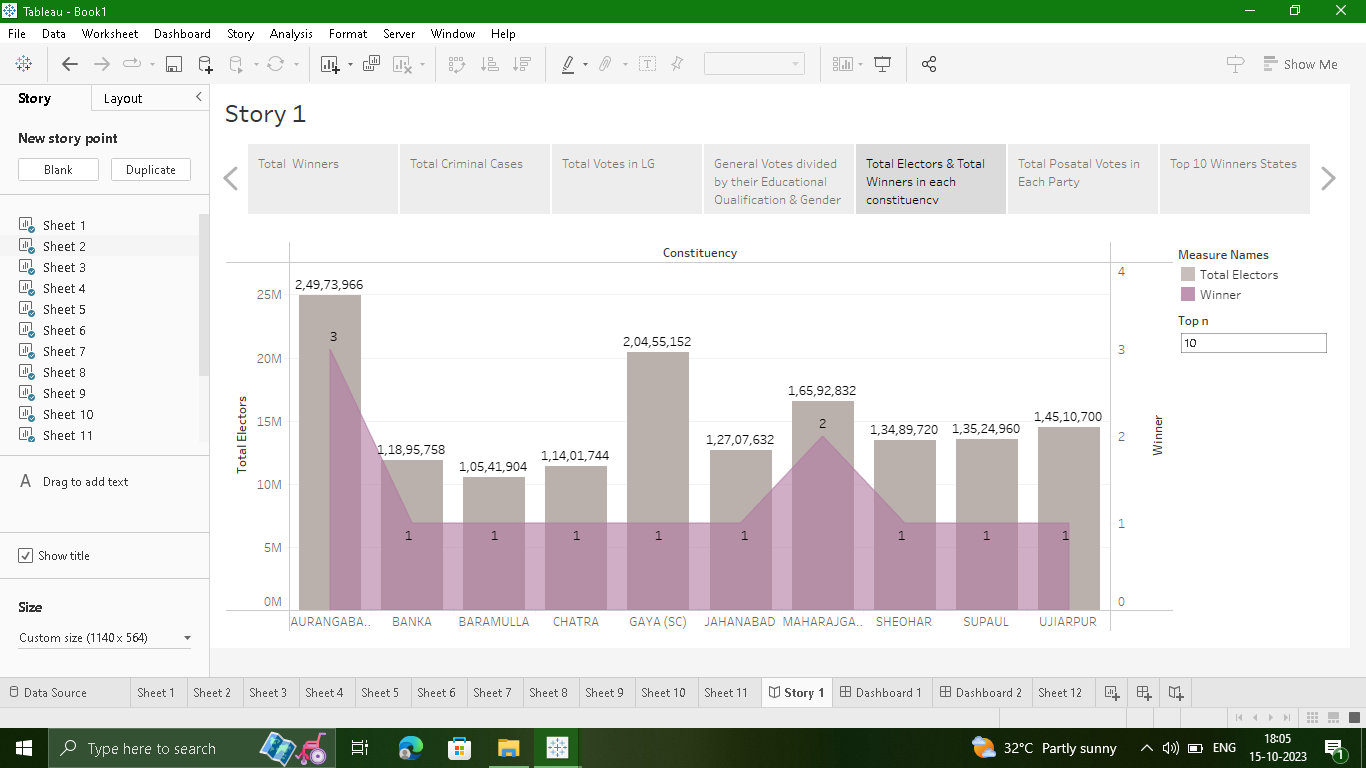 Tableau - Book1
File Data Worksheet Dashboard Story Analysis Format Server Window Help
Show Me
Story Layout
New story point
Blank Duplicate
Sheet 1
Sheet 2
Sheet 3
Sheet 4
Sheet 5
Sheet 6
Sheet 7
Sheet 8
Sheet 9
Sheet 10
Sheet 11
A Drag to add text
Show title
Size
Custom size (1140 x 564)
Story 1
Total Winners
Total Criminal Cases
Total Votes in LG
General Votes divided
by their Educational
Qualification & Gender
Total Electors & Total
Winners in each
constituency
Total Posatal Votes in
Each Party
Top 10 Winners States
Constituency
Total Electors
25M
20M
15M
10M
5M
0M
2,49,73,966
1,18,95,758
1,05,41,904
1,14,01,744
2,04,55,152
1,27,07,632
1,65,92,832
1,34,89,720
1,35,24,960
1,45,10,700
3 1 1 1 1 1 2 1 1 1
4
3
2
1
0
Winner
AURANGABA.. BANKA BARAMULLA CHATRA GAYA (SC) JAHANABAD MAHARAJGA.. SHEOHAR SUPAUL UJIARPUR
Measure Names
Total Electors
Winner
Top n
10
Data Source Sheet 1 Sheet 2 Sheet 3 Sheet 4 Sheet 5 Sheet 6 Sheet 7 Sheet 8 Sheet 9 Sheet 10 Sheet 11 Story 1 Dashboard 1 Dashboard 2 Sheet 12
Type here to search
32°C Partly sunny
ENG
18:05
15-10-2023
1